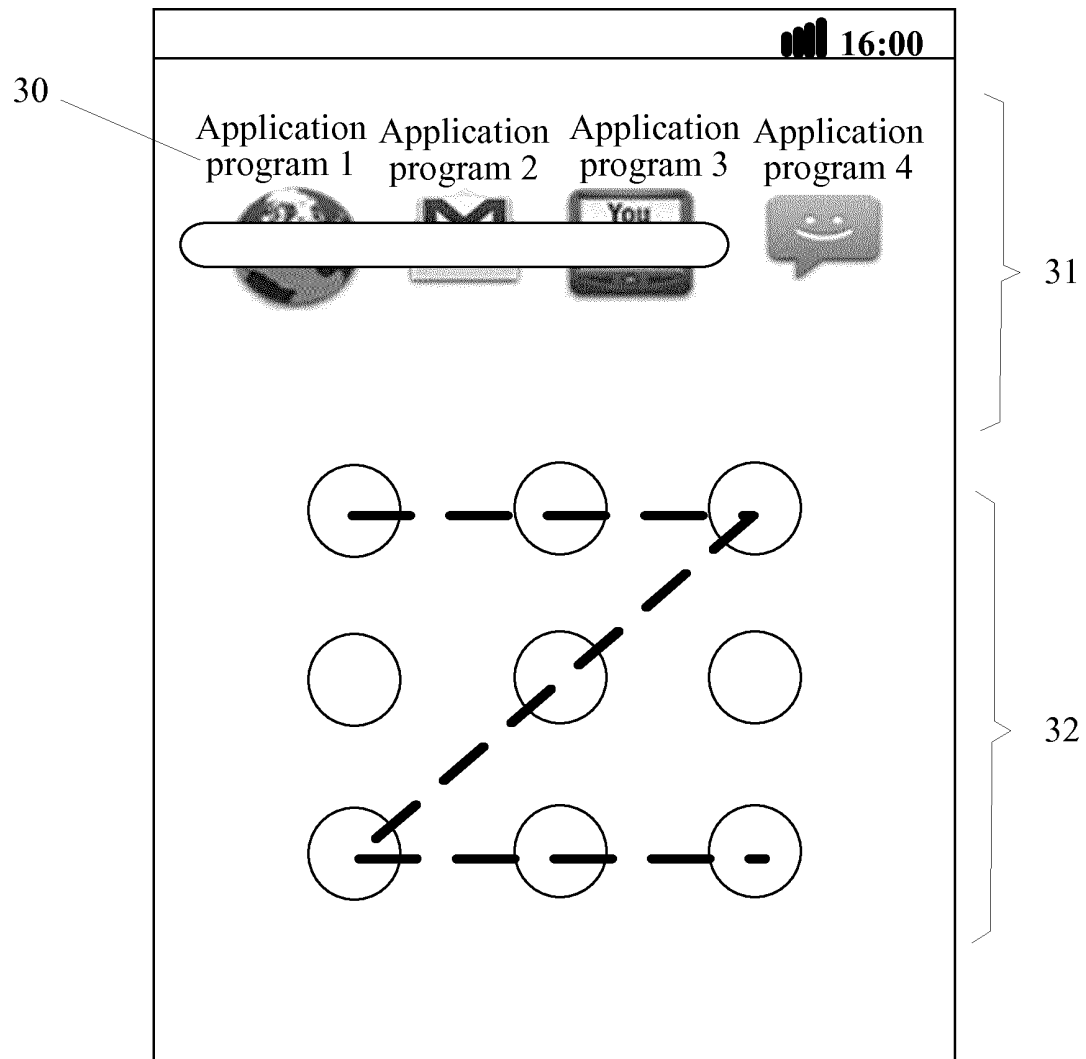 16:00
30
Application program 1
Application program 2
Application program 3
Application program 4
You
31
32